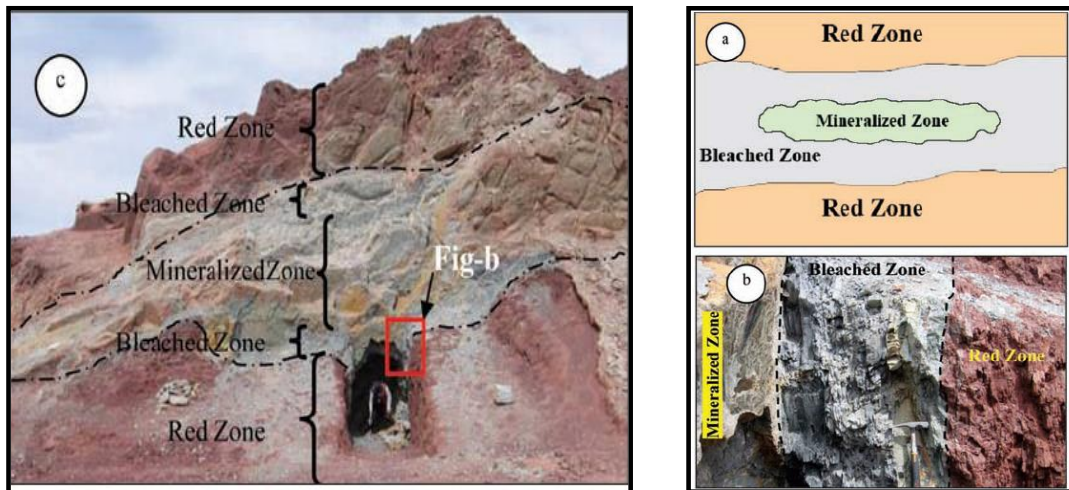 c
Red Zone
Bleached Zone
MineralizedZone
Fig-b
Bleached Zone
Red Zone
a
Red Zone
Mineralized Zone
Bleached Zone
Red Zone
b
Bleached Zone
Mineralized Zone
Red Zone